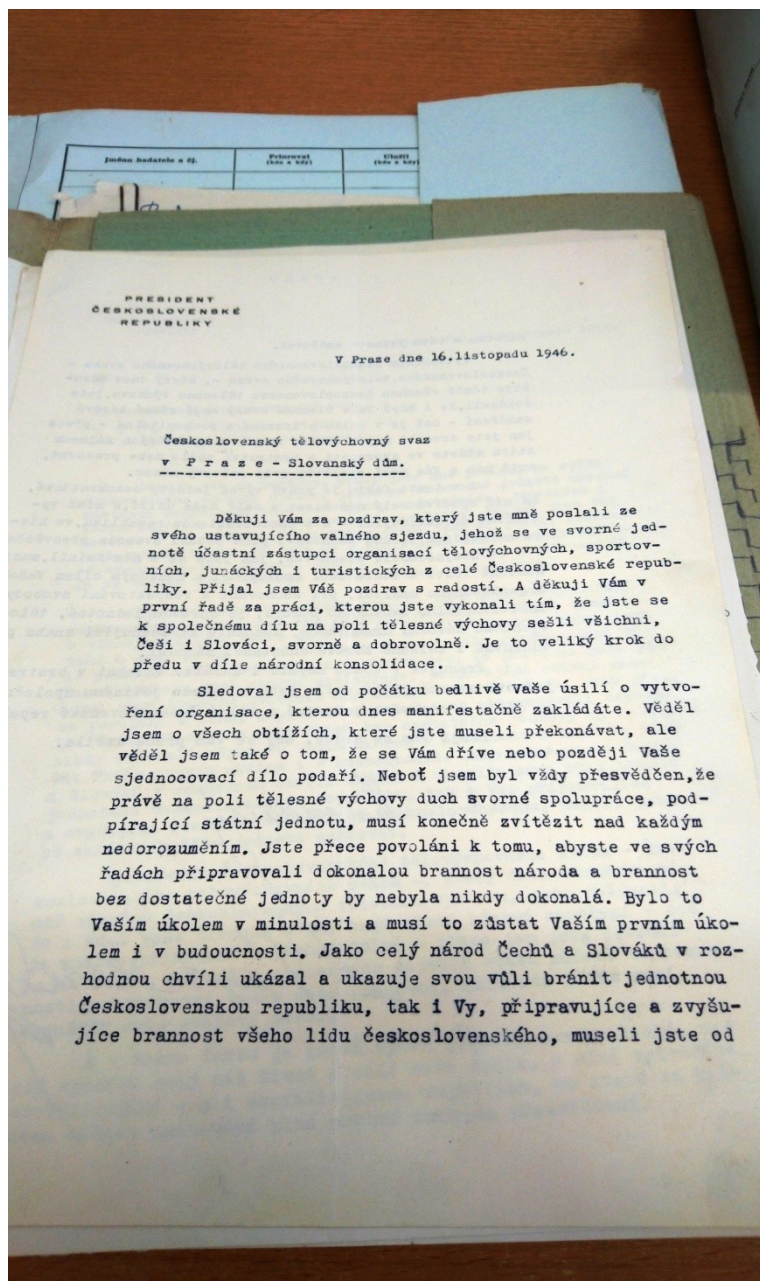 Jméno badatele a čj.
Prioroval
(kdo a kdy)
Uložil
(kdo a kdy)
PRESIDENT
ČESKOSLOVENSKÉ
REPUBLIKY
V Praze dne 16.listopadu 1946.
Československý tělovýchovný svaz
v Praze - Slovanský dům.
Děkuji Vám za pozdrav, který jste mně poslali ze
svého ustavujícího valného sjezdu, jehož se ve svorné jed-
notě účastní zástupci organisací tělovýchovných, sportov-
ních, junáckých i turistických z celé Československé repub-
liky. Přijal jsem Váš pozdrav s radostí. A děkuji Vám v
první řadě za práci, kterou jste vykonali tím, že jste se
k společnému dílu na poli tělesné výchovy sešli všichni,
Češi i Slováci, svorně a dobrovolně. Je to veliký krok do
předu v díle národní konsolidace.
Sledoval jsem od počátku bedlivě Vaše úsilí o vytvo-
ření organisace, kterou dnes manifestačně zakládáte. Věděl
jsem o všech obtížích, které jste museli překonávat, ale
věděl jsem také o tom, že se Vám dříve nebo později Vaše
sjednocovací dílo podaří. Neboť jsem byl vždy přesvědčen,že
právě na poli tělesné výchovy duch svorné spolupráce, pod-
pírající státní jednotu, musí konečně zvítězit nad každým
nedorozuměním. Jste přece povoláni k tomu, abyste ve svých
řadách připravovali dokonalou brannost národa a brannost
bez dostatečné jednoty by nebyla nikdy dokonalá. Bylo to
Vaším úkolem v minulosti a musí to zůstat Vaším prvním úko-
lem i v budoucnosti. Jako celý národ Čechů a Slováků v roz-
hodnou chvíli ukázal a ukazuje svou vůli bránit jednotnou
Československou republiku, tak i Vy, připravujíce a zvyšu-
jíce brannost všeho lidu československého, museli jste od